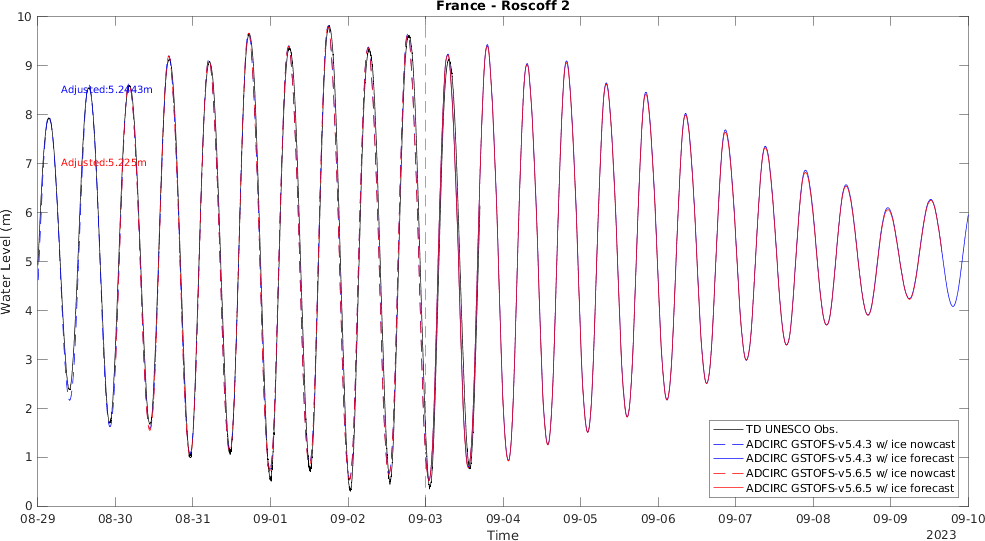 France - Roscoff 2
10
9
8
7
6
5
4
3
2
1
0
Water Level (m)
Adjusted:5.2443m
Adjusted:5.225m
TD UNESCO Obs.
ADCIRC GSTOFS-v5.4.3 w/ ice nowcast
ADCIRC GSTOFS-v5.4.3 w/ ice forecast
ADCIRC GSTOFS-v5.6.5 w/ ice nowcast
ADCIRC GSTOFS-v5.6.5 w/ ice forecast
08-29 08-30 08-31 09-01 09-02 09-03 09-04 09-05 09-06 09-07 09-08 09-09 09-10
Time
2023